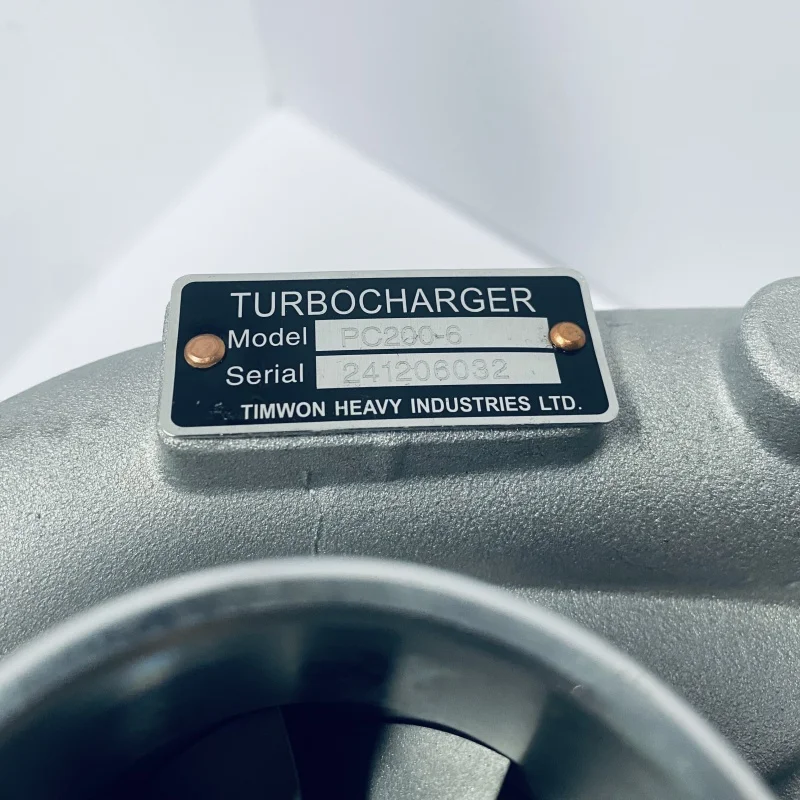 TURBOCHARGER
Model PC200-6
Serial 241206032
TIMWON HEAVY INDUSTRIES LTD.